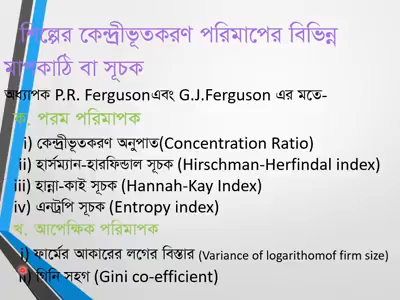 শিল্পের কেন্দ্রীভূতকরণ পরিমাপের বিভিন্ন
মাপকাঠি বা সূচক
অধ্যাপক P.R. Fergusonএবং G.J.Ferguson এর মতে-
ক. পরম পরিমাপক
i) কেন্দ্রীভূতকরণ অনুপাত(Concentration Ratio)
ii) হার্সম্যান-হারফিন্ডাল সূচক (Hirschman-Herfindal index)
iii) হান্না-কাই সূচক (Hannah-Kay Index)
iv) এনট্রপি সূচক (Entropy index)
খ. আপেক্ষিক পরিমাপক
i) ফার্মের আকারের লগের বিস্তার (Variance of logarithomof firm size)
ii) গিনি সহগ (Gini co-efficient)